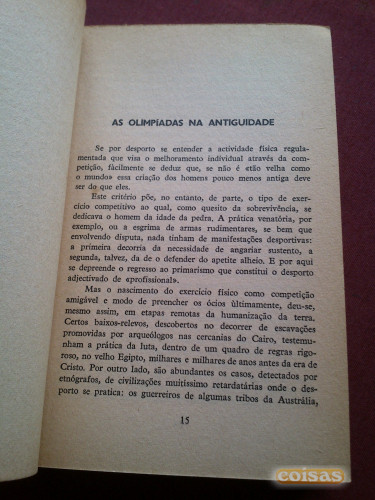 AS OLIMPÍADAS NA ANTIGUIDADE
Se por desporto se entender a actividade física regula-
mentada que visa o melhoramento individual através da com-
petição, fàcilmente se deduz que, se não é «tão velha como
o mundo» essa criação dos homens pouco menos antiga deve
ser do que eles.
Este critério põe, no entanto, de parte, o tipo de exer-
cício competitivo ao qual, como quesito da sobrevivência, se
dedicava o homem da idade da pedra. A prática venatória, por
exemplo, ou a esgrima de armas rudimentares, se bem que
envolvendo disputa, nada tinham de manifestações desportivas:
a primeira decorria da necessidade de angariar sustento, a
segunda, talvez, da de o defender do apetite alheio. E por aqui
se depreende o regresso ao primarismo que constitui o desporto
adjectivado de «profissional».
Mas o nascimento do exercício físico como competição
amigável e modo de preencher os ócios últimamente, deu-se,
mesmo assim, em etapas remotas da humanização da terra.
Certos baixos-relevos, descobertos no decorrer de escavações
promovidas por arqueólogos nas cercanias do Cairo, testemu-
nham a prática da luta, dentro de um quadro de regras rigo-
roso, no velho Egipto, milhares e milhares de anos antes da era de
Cristo. Por outro lado, são abundantes os casos, detectados por
etnógrafos, de civilizações muitíssimo retardatárias onde o des-
porto se pratica: os guerreiros de algumas tribos da Austrália,
15
coisas